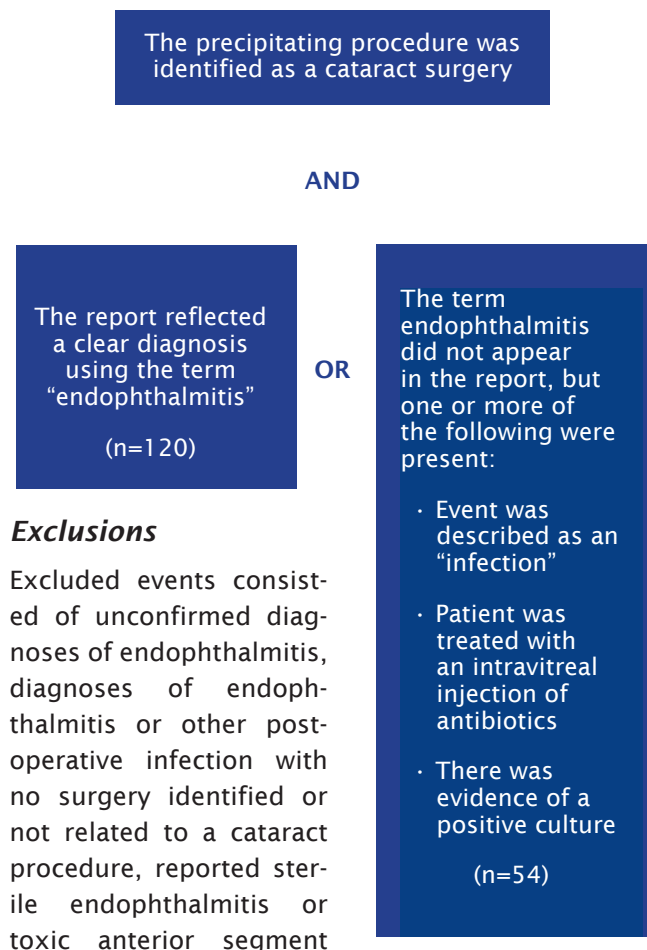 The precipitating procedure was
identified as a cataract surgery
AND
The report reflected
a clear diagnosis
using the term
“endophthalmitis”
(n=120)
OR
The term
endophthalmitis
did not appear
in the report, but
one or more of
the following were
present:
· Event was
described as an
“infection”
· Patient was
treated with
an intravitreal
injection of
antibiotics
· There was
evidence of a
positive culture
(n=54)
Exclusions
Excluded events consist-
ed of unconfirmed diag-
noses of endophthalmitis,
diagnoses of endoph-
thalmitis or other post-
operative infection with
no surgery identified or
not related to a cataract
procedure, reported ster-
ile endophthalmitis or
toxic anterior segment